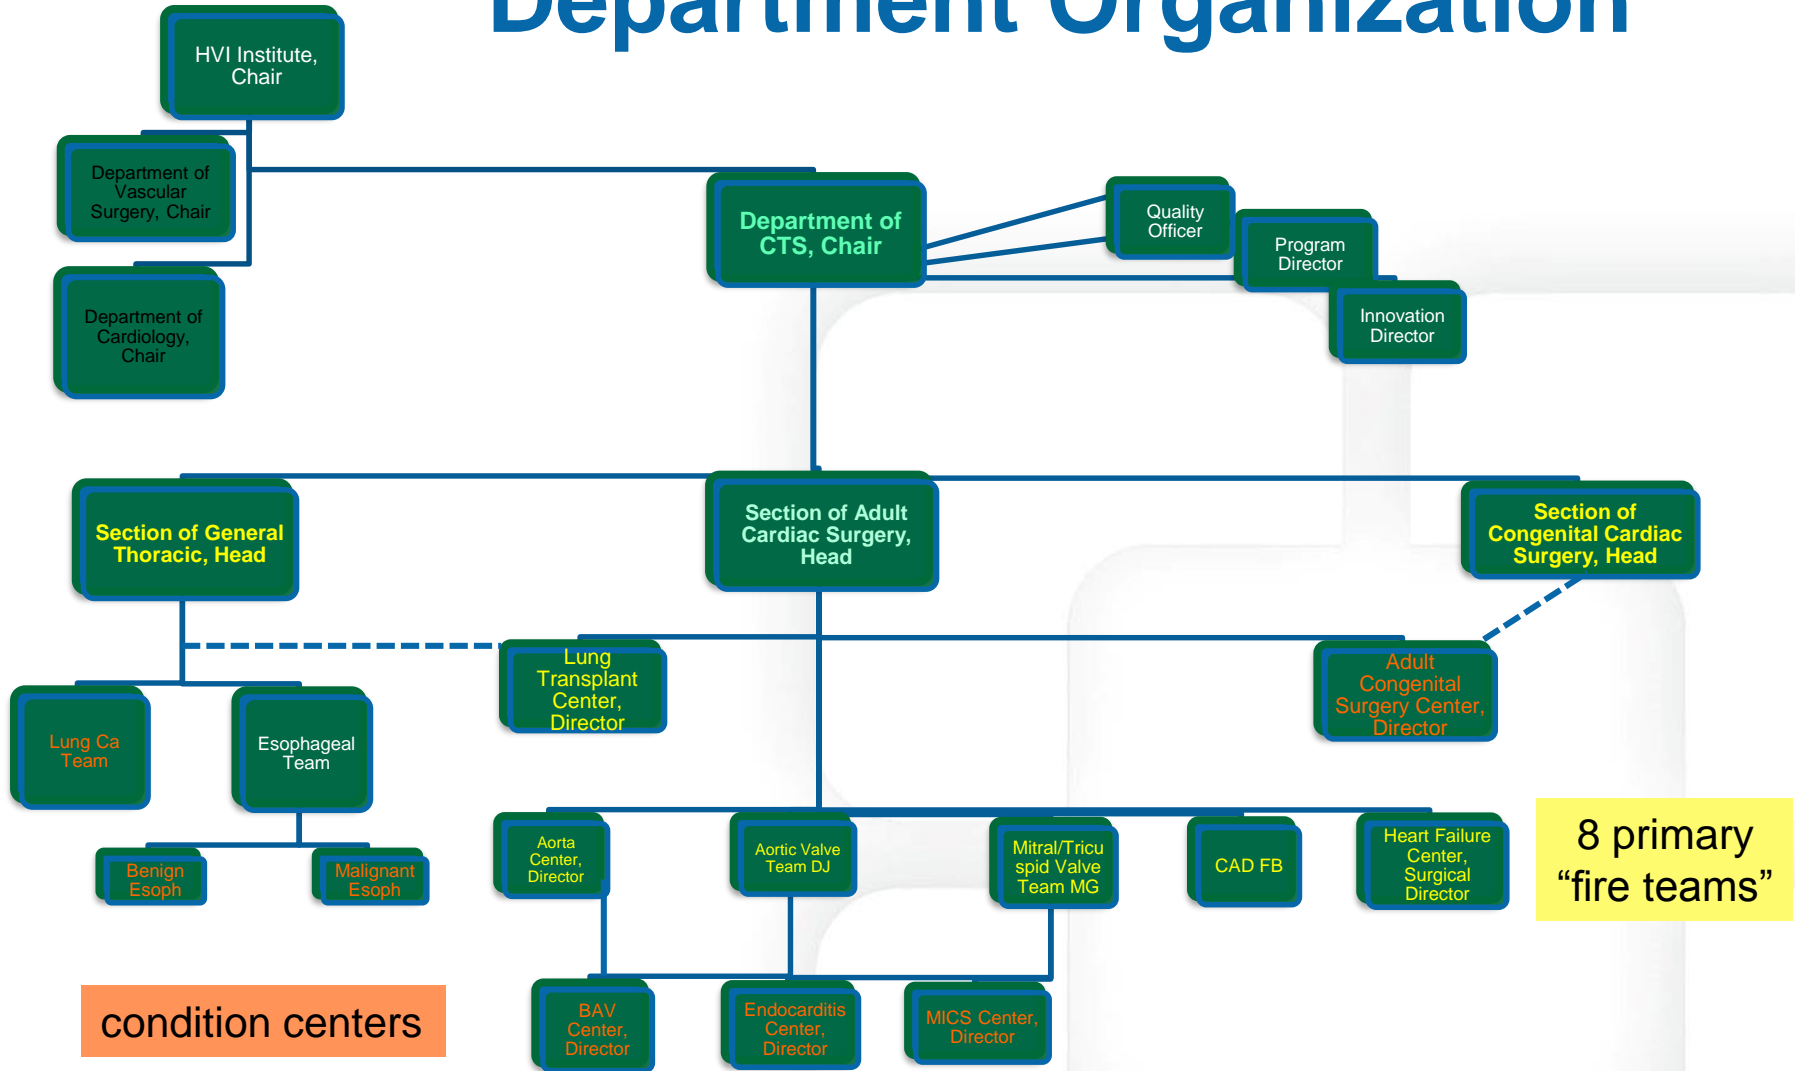 Department Organization
HVI Institute,
Chair
Department of
Vascular
Surgery, Chair
Department of
Cardiology,
Chair
Department of
CTS, Chair
Quality
Officer
Program
Director
Innovation
Director
Section of General
Thoracic, Head
Section of Adult
Cardiac Surgery,
Head
Section of
Congenital Cardiac
Surgery, Head
Lung
Transplant
Center,
Director
Adult
Congenital
Surgery Center,
Director
Lung Ca
Team
Esophageal
Team
Benign
Esoph
Malignant
Esoph
Aorta
Center,
Director
Aortic Valve
Team DJ
Mitral/Tricu
spid Valve
Team MG
CAD FB
Heart Failure
Center,
Surgical
Director
8 primary
“fire teams”
BAV
Center,
Director
Endocarditis
Center,
Director
MICS Center,
Director
condition centers